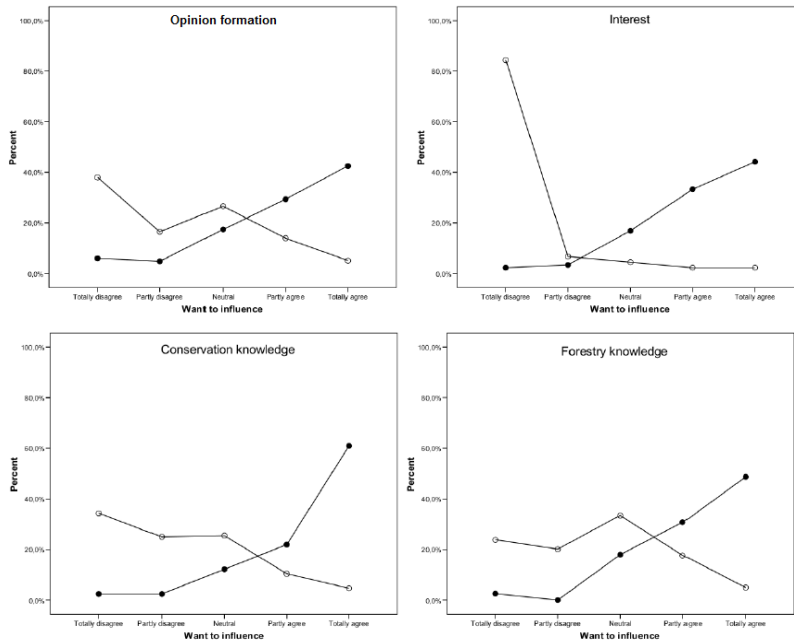 Opinion formation
100,0%
80,0%
60,0%
40,0%
20,0%
0,0%
Percent
Totally disagree Partly disagree Neutral Partly agree Totally agree
Want to influence
Interest
100,0%
80,0%
60,0%
40,0%
20,0%
0,0%
Percent
Totally disagree Partly disagree Neutral Partly agree Totally agree
Want to influence
Conservation knowledge
100,0%
80,0%
60,0%
40,0%
20,0%
0,0%
Percent
Totally disagree Partly disagree Neutral Partly agree Totally agree
Want to influence
Forestry knowledge
100,0%
80,0%
60,0%
40,0%
20,0%
0,0%
Percent
Totally disagree Partly disagree Neutral Partly agree Totally agree
Want to influence